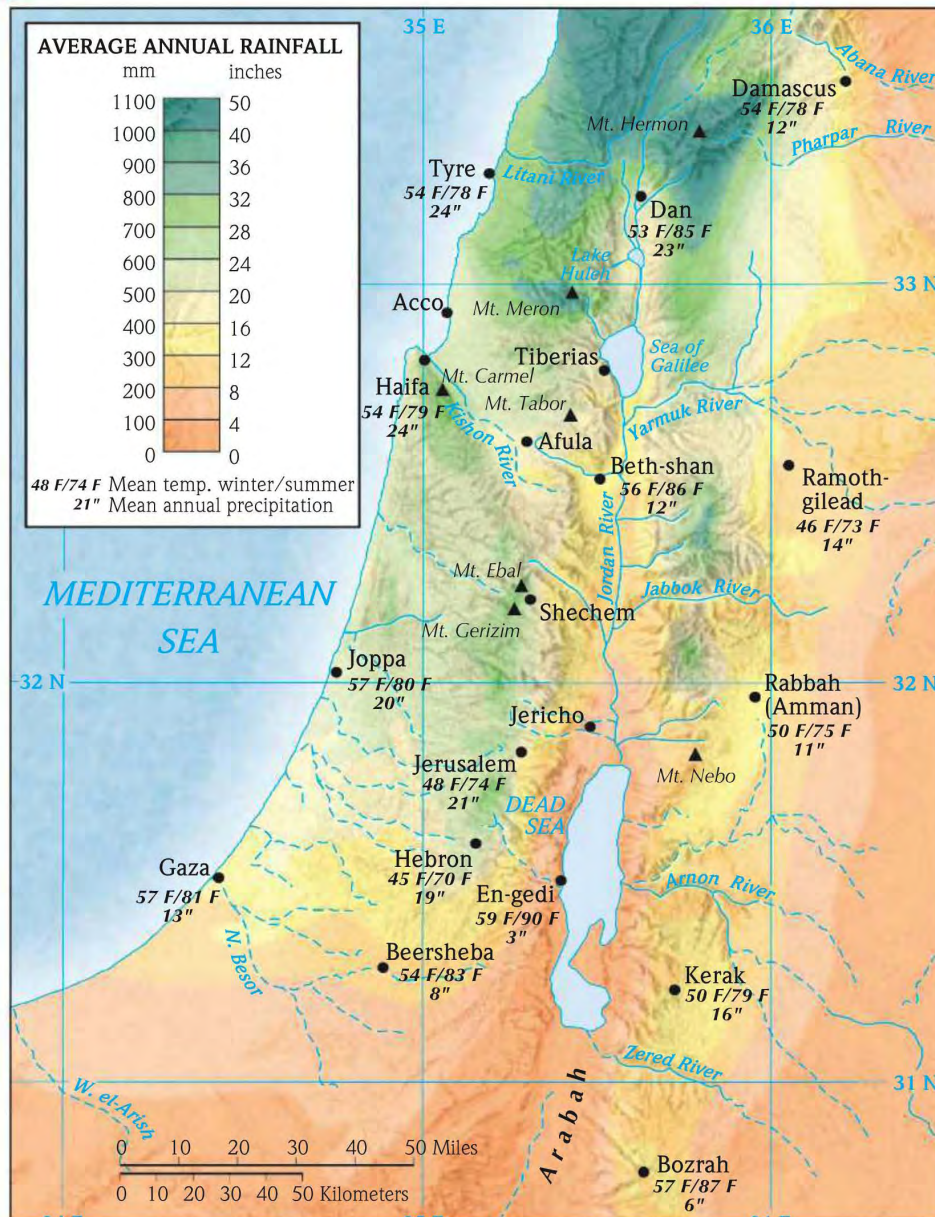 35 E
36 E
AVERAGE ANNUAL RAINFALL
mm inches
1100 50
1000 40
900 36
800 32
700 28
600 24
500 20
400 16
300 12
200 8
100 4
0 0
48 F/74 F Mean temp. winter/summer
21" Mean annual precipitation
Abana River
Damascus
54 F/78 F
12"
Mt. Hermon
Pharpar River
Tyre
54 F/78 F
24"
Litani River
Dan
53 F/85 F
23"
Lake
Huleh
33 N
Mt. Meron
Acco
Sea of
Galilee
Tiberias
Mt. Carmel
Haifa
54 F/79 F
24"
Kishon River
Mt. Tabor
Yarmuk River
Afula
Beth-shan
56 F/86 F
12"
Ramoth-
gilead
46 F/73 F
14"
Jordan River
MEDITERRANEAN
SEA
Mt. Ebal
Shechem
Mt. Gerizim
Jabbok River
Joppa
57 F/80 F
20"
32 N
32 N
Rabbah
(Amman)
50 F/75 F
11"
Jericho
Jerusalem
48 F/74 F
21"
Mt. Nebo
DEAD
SEA
Hebron
45 F/70 F
19"
Gaza
57 F/81 F
13"
En-gedi
59 F/90 F
3"
Arnon River
N. Besor
Beersheba
54 F/83 F
8"
Kerak
50 F/79 F
16"
Zered River
31 N
W. el-Arish
Arabah
0 10 20 30 40 50 Miles
0 10 20 30 40 50 Kilometers
Bozrah
57 F/87 F
6"